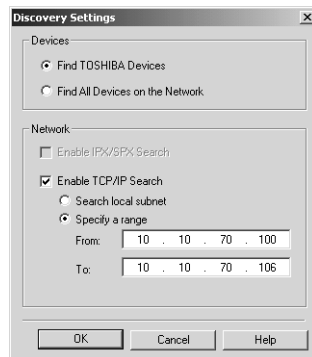 Discovery Settings
Devices
Find TOSHIBA Devices
Find All Devices on the Network
Network
Enable IPX/SPX Search
Enable TCP/IP Search
Search local subnet
Specify a range
From: 10 . 10 . 70 . 100
To: 10 . 10 . 70 . 106
OK Cancel Help